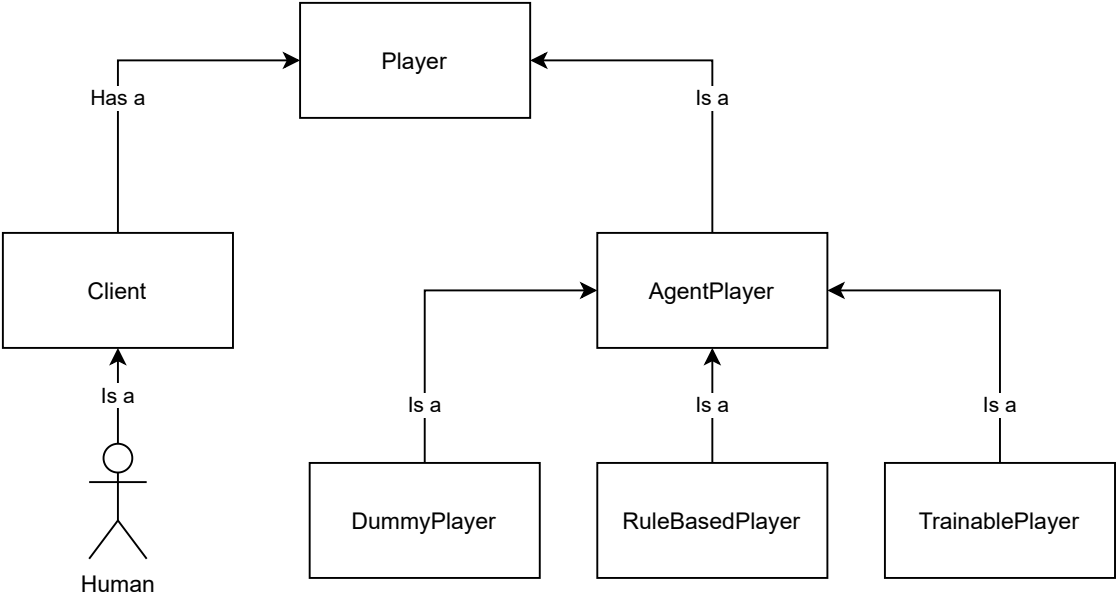 Player
Has a
Is a
Client
AgentPlayer
Is a
Is a
Is a
Is a
DummyPlayer
RuleBasedPlayer
TrainablePlayer
Human